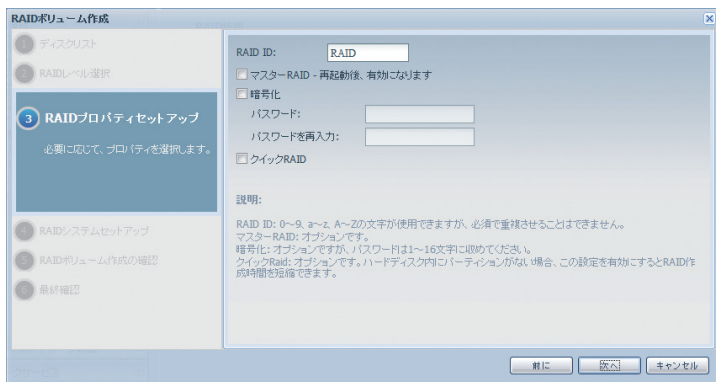 RAIDボリューム作成
1 ディスクリスト
2 RAIDレベル選択
3 RAIDプロパティセットアップ
必要に応じて、プロパティを選択します。
4 RAIDシステムセットアップ
5 RAIDボリューム作成の確認
6 最終確認
RAID ID: RAID
マスターRAID - 再起動後、有効になります
暗号化
パスワード:
パスワードを再入力:
クイックRAID
説明:
RAID ID: 0~9、a~z、A~Zの文字が使用できますが、必須で重複させることはできません。
マスターRAID: オプションです。
暗号化: オプションですが、パスワードは1~16文字に収めてください。
クイックRaid: オプションです。ハードディスク内にパーティションがない場合、この設定を有効にするとRAID作
成時間を短縮できます。
前に 次へ キャンセル